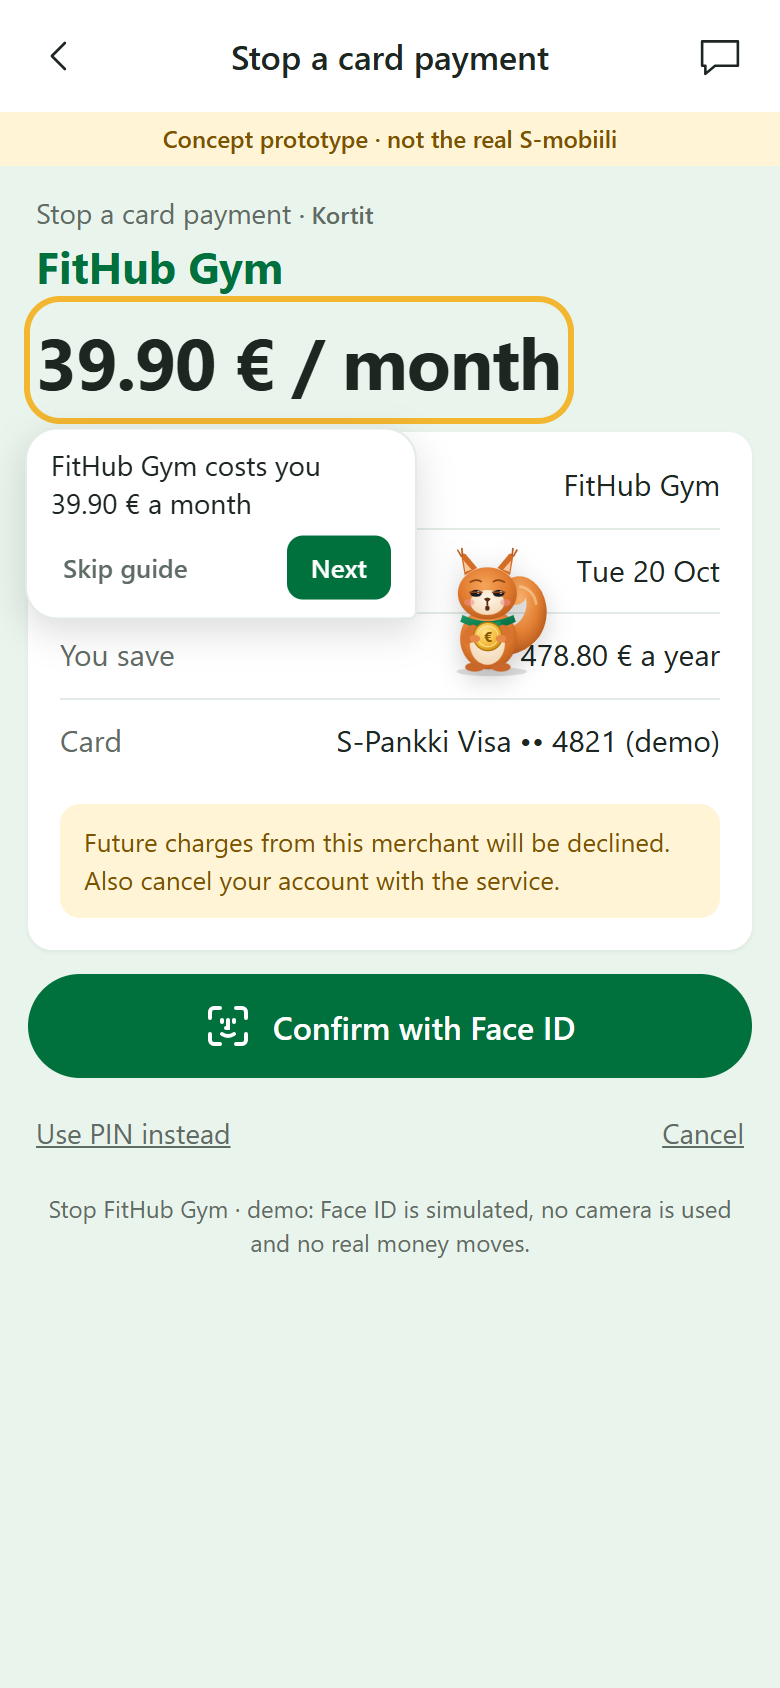 Stop a card payment
Concept prototype · not the real S-mobiili
Stop a card payment · Kortit
FitHub Gym
39.90 € / month
FitHub Gym costs you
39.90 € a month
Skip guide
Next
FitHub Gym
Tue 20 Oct
You save
478.80 € a year
Card
S-Pankki Visa •• 4821 (demo)
Future charges from this merchant will be declined.
Also cancel your account with the service.
Confirm with Face ID
Use PIN instead
Cancel
Stop FitHub Gym · demo: Face ID is simulated, no camera is used
and no real money moves.